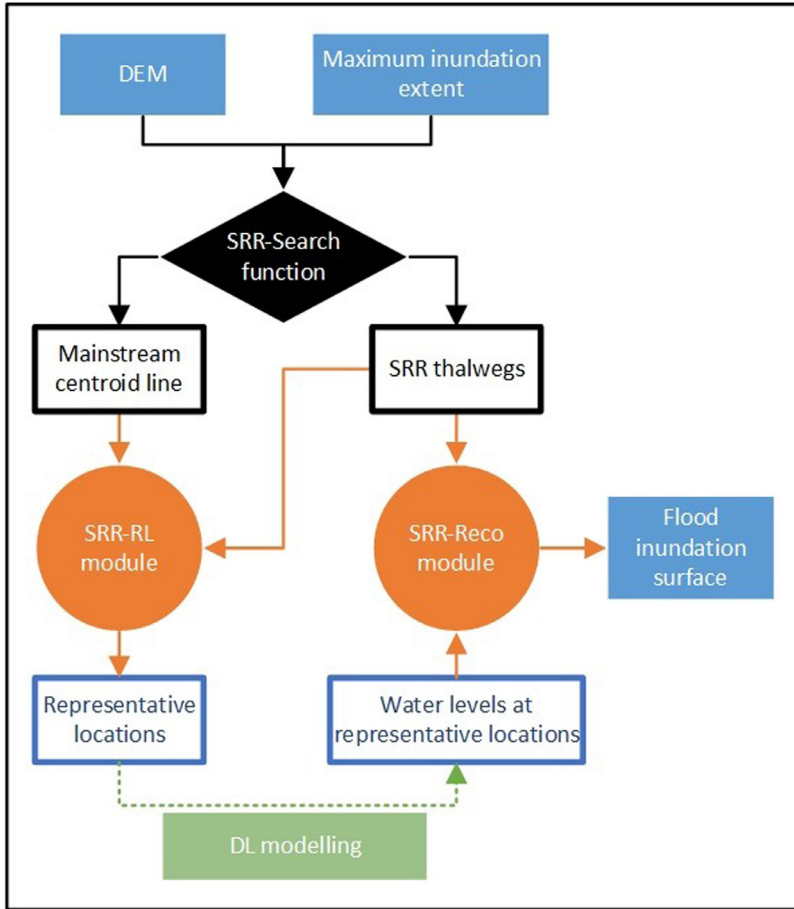 DEM
Maximum inundation
extent
SRR-Search
function
Mainstream
centroid line
SRR thalwegs
SRR-RL
module
SRR-Reco
module
Flood
inundation
surface
Representative
locations
Water levels at
representative locations
DL modelling